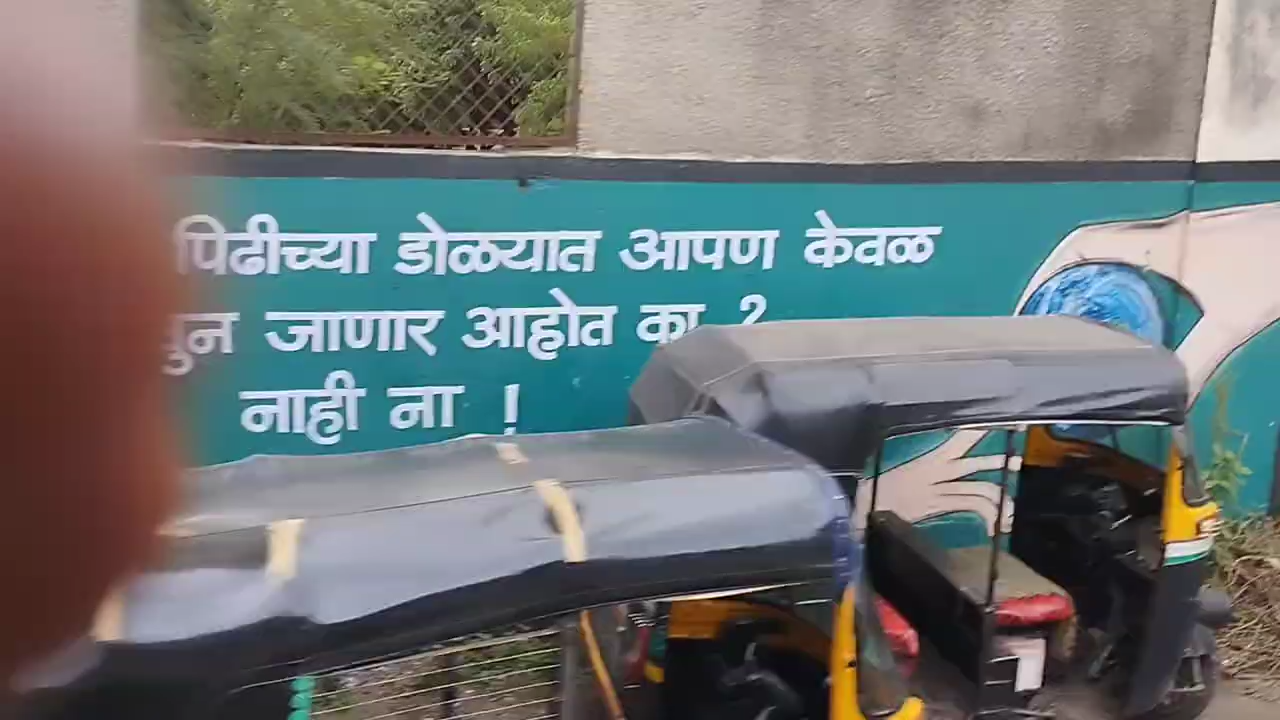 पिढीच्या डोळ्यात आपण केवळ
जाणार आहोत का ?
नाही ना !